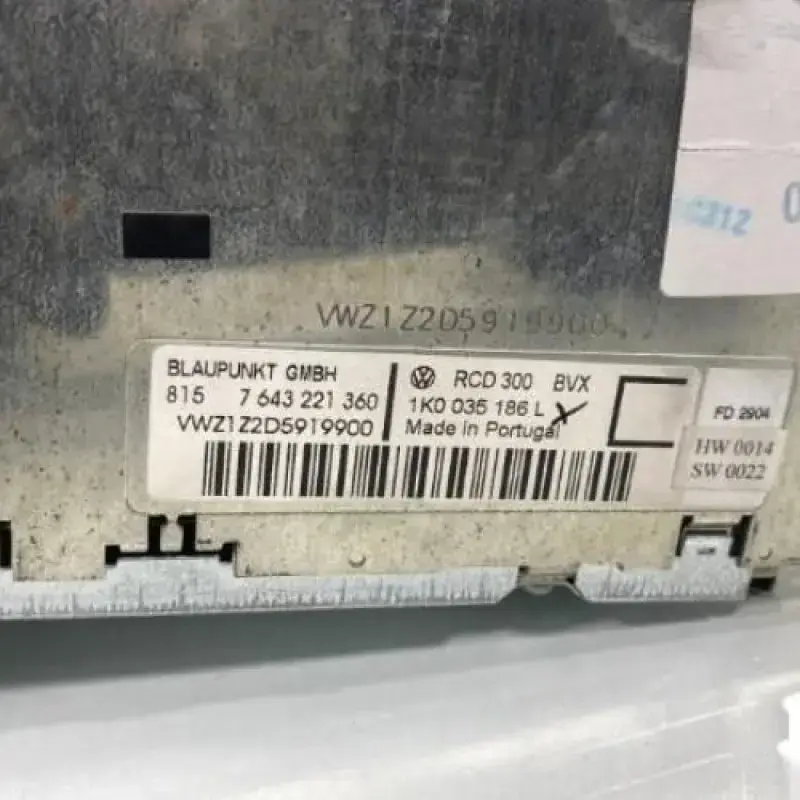 VWZ1Z2D5919900
BLAUPUNKT GMBH
815 7 643 221 360
VWZ1Z2D5919900
RCD 300 BVX
1K0 035 186 L
Made in Portugal
FD 2904
HW 0014
SW 0022